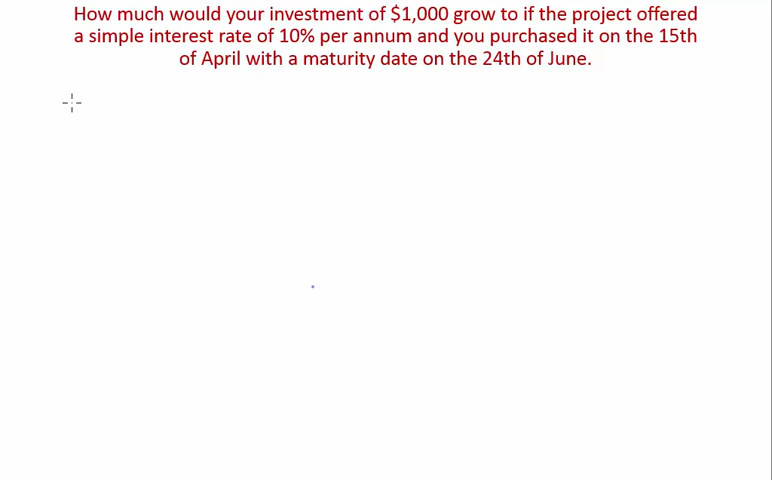 How much would your investment of $1,000 grow to if the project offered
a simple interest rate of 10% per annum and you purchased it on the 15th
of April with a maturity date on the 24th of June.